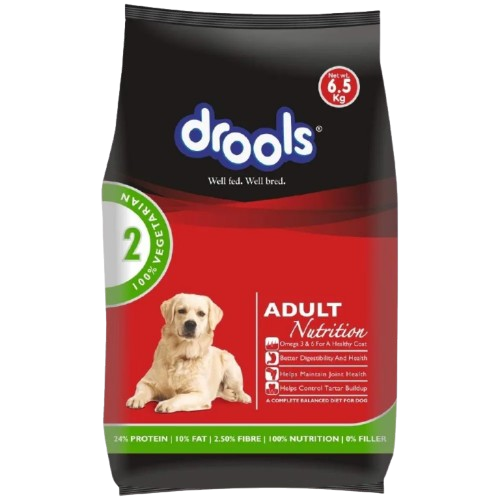 Net wt.
6.5
Kg
drools®
Well fed. Well bred.
2
100% VEGETARIAN
ADULT
Nutrition
Omega 3 & 6 For A Healthy Coat
Better Digestibility And Health
Helps Maintain Joint Health
Helps Control Tartar Buildup
A COMPLETE BALANCED DIET FOR DOG
24% PROTEIN | 10% FAT | 2.50% FIBRE | 100% NUTRITION | 0% FILLER